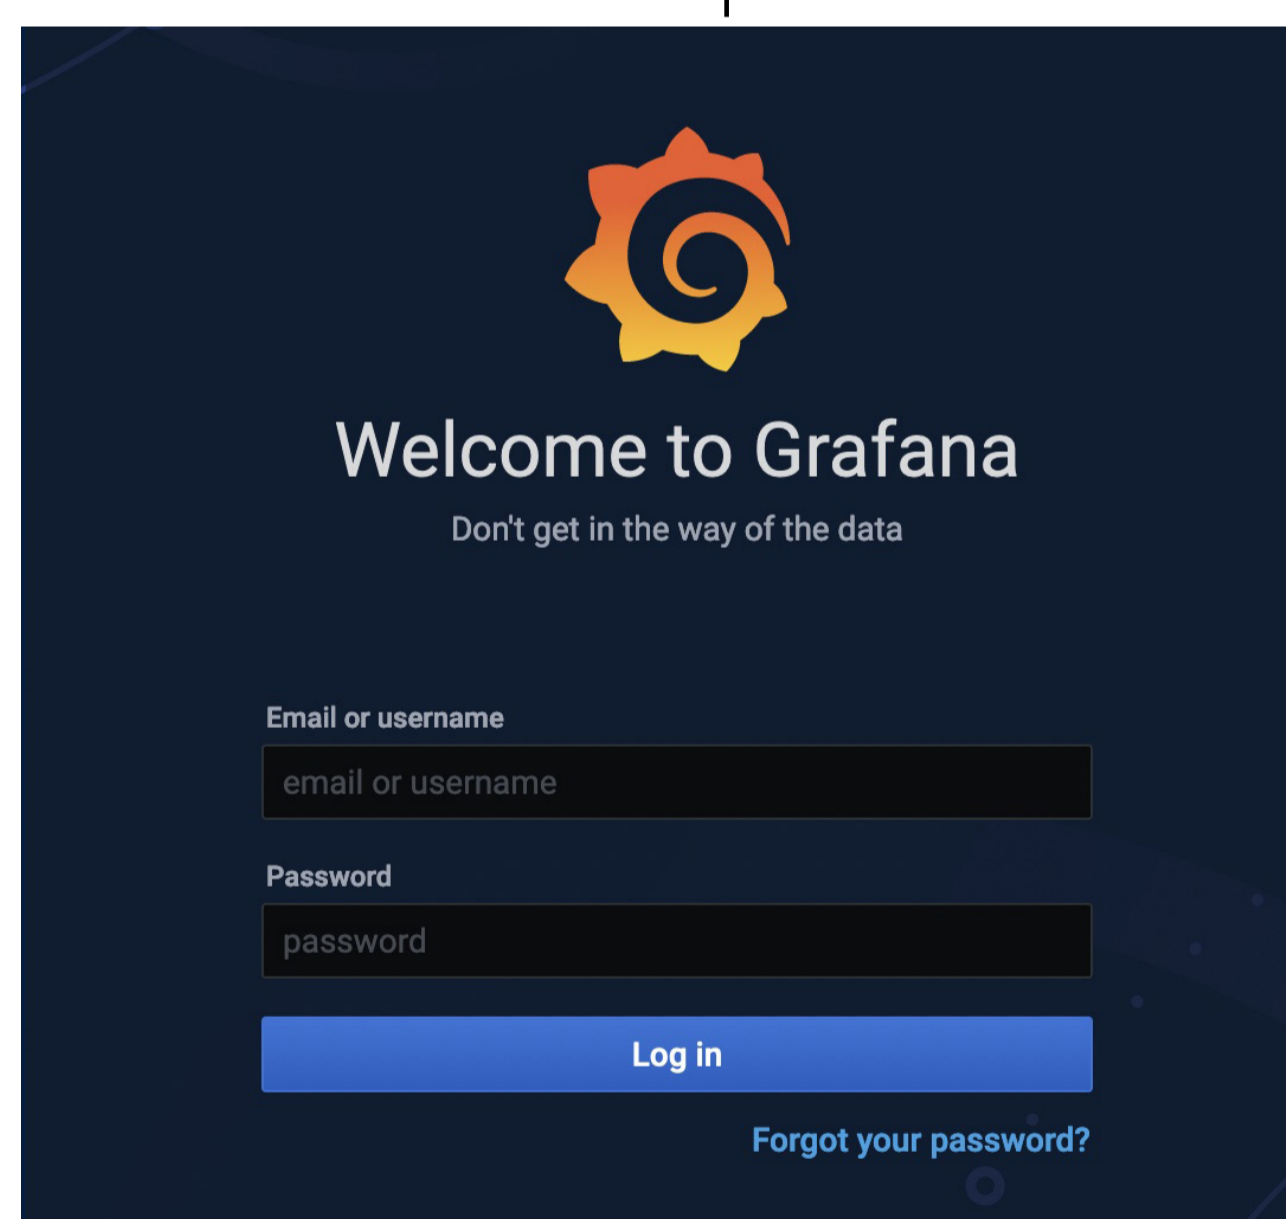 Welcome to Grafana
Don't get in the way of the data
Email or username
email or username
Password
password
Log in
Forgot your password?